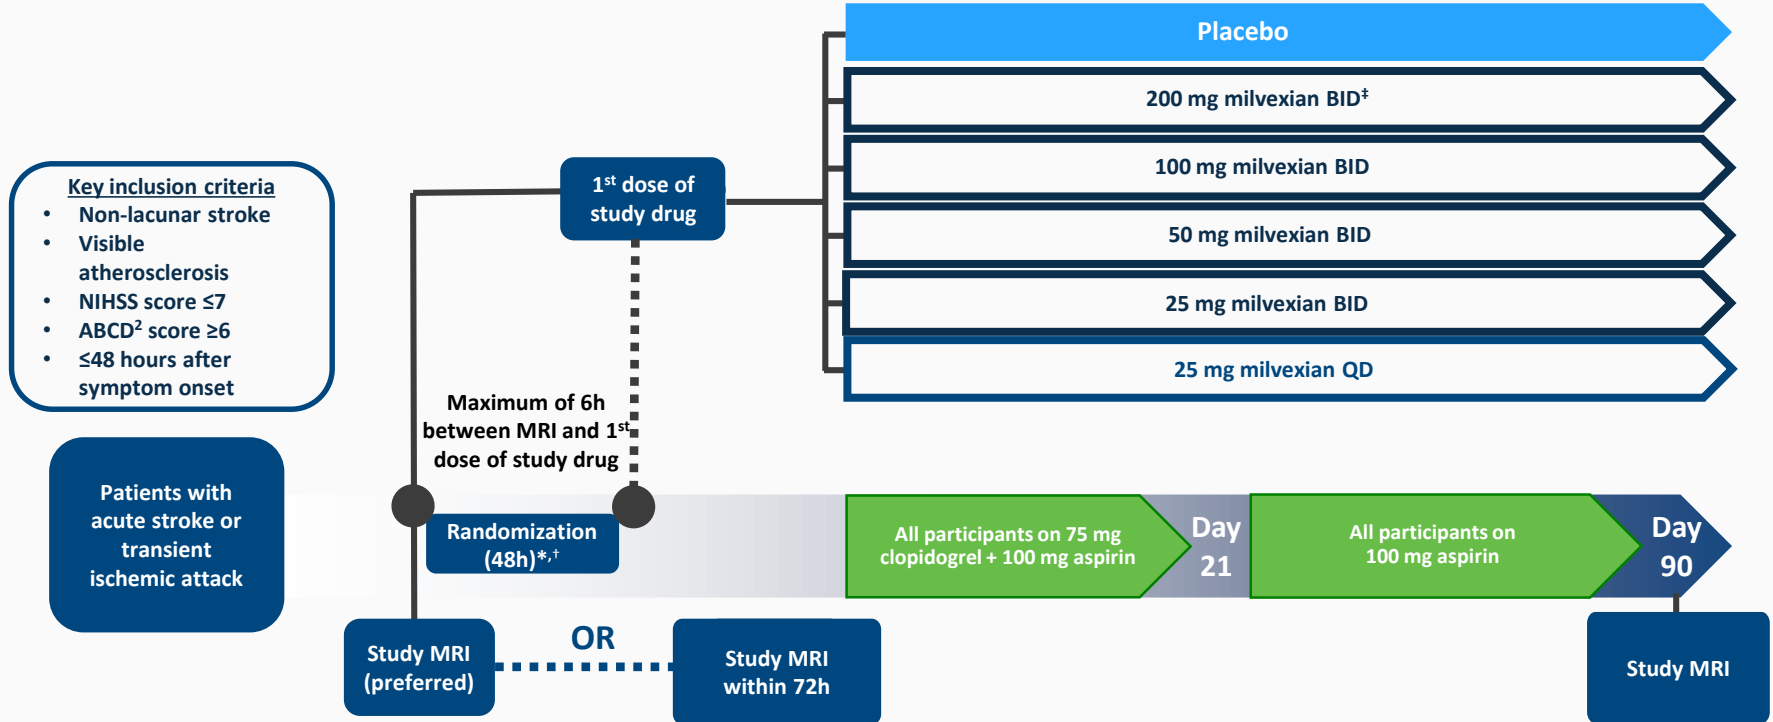 Placebo
200 mg milvexian BID‡
100 mg milvexian BID
50 mg milvexian BID
25 mg milvexian BID
25 mg milvexian QD
1st dose of
study drug
Key inclusion criteria
• Non-lacunar stroke
• Visible
atherosclerosis
• NIHSS score ≤7
• ABCD² score ≥6
• ≤48 hours after
symptom onset
Maximum of 6h
between MRI and 1st
dose of study drug
Patients with
acute stroke or
transient
ischemic attack
Randomization
(48h)*,†
All participants on 75 mg
clopidogrel + 100 mg aspirin
Day
21
All participants on
100 mg aspirin
Day
90
Study MRI
(preferred)
OR
Study MRI
within 72h
Study MRI